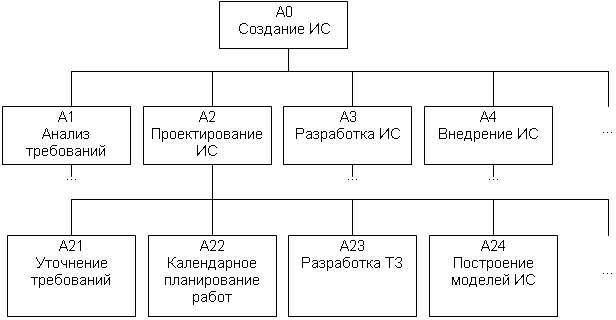 А0
Создание ИС
А1
Анализ
требований
А2
Проектирование
ИС
А3
Разработка ИС
А4
Внедрение ИС
...
...
...
...
А21
Уточнение
требований
А22
Календарное
планирование
работ
А23
Разработка ТЗ
А24
Построение
моделей ИС
...